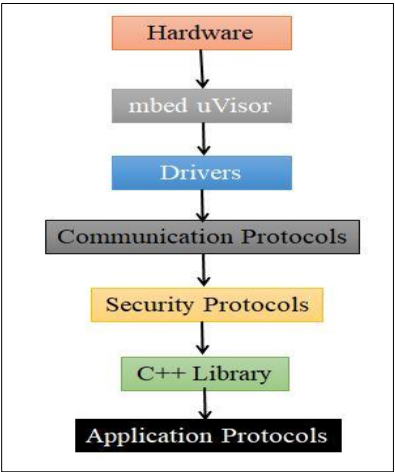 Hardware
mbed uVisor
Drivers
Communication Protocols
Security Protocols
C++ Library
Application Protocols